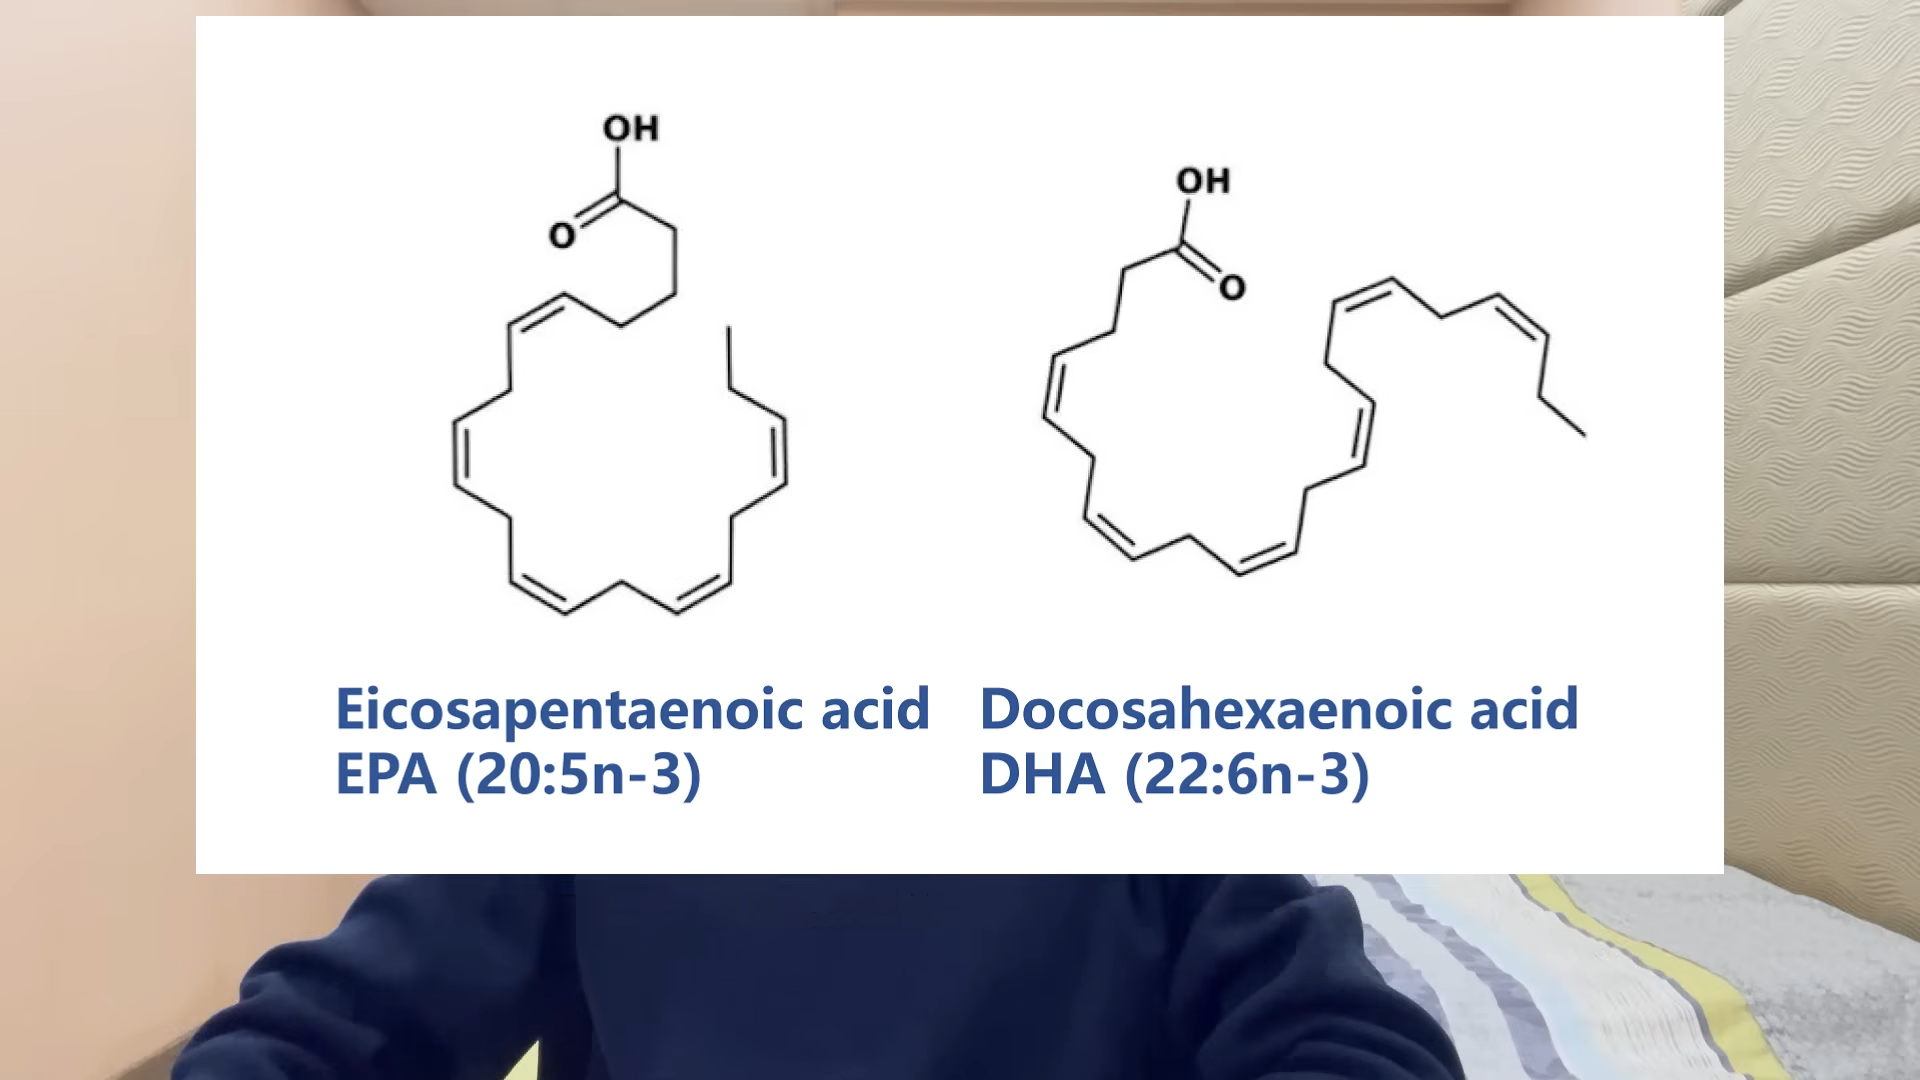 OH
O
OH
O
Eicosapentaenoic acid
EPA (20:5n-3)
Docosahexaenoic acid
DHA (22:6n-3)